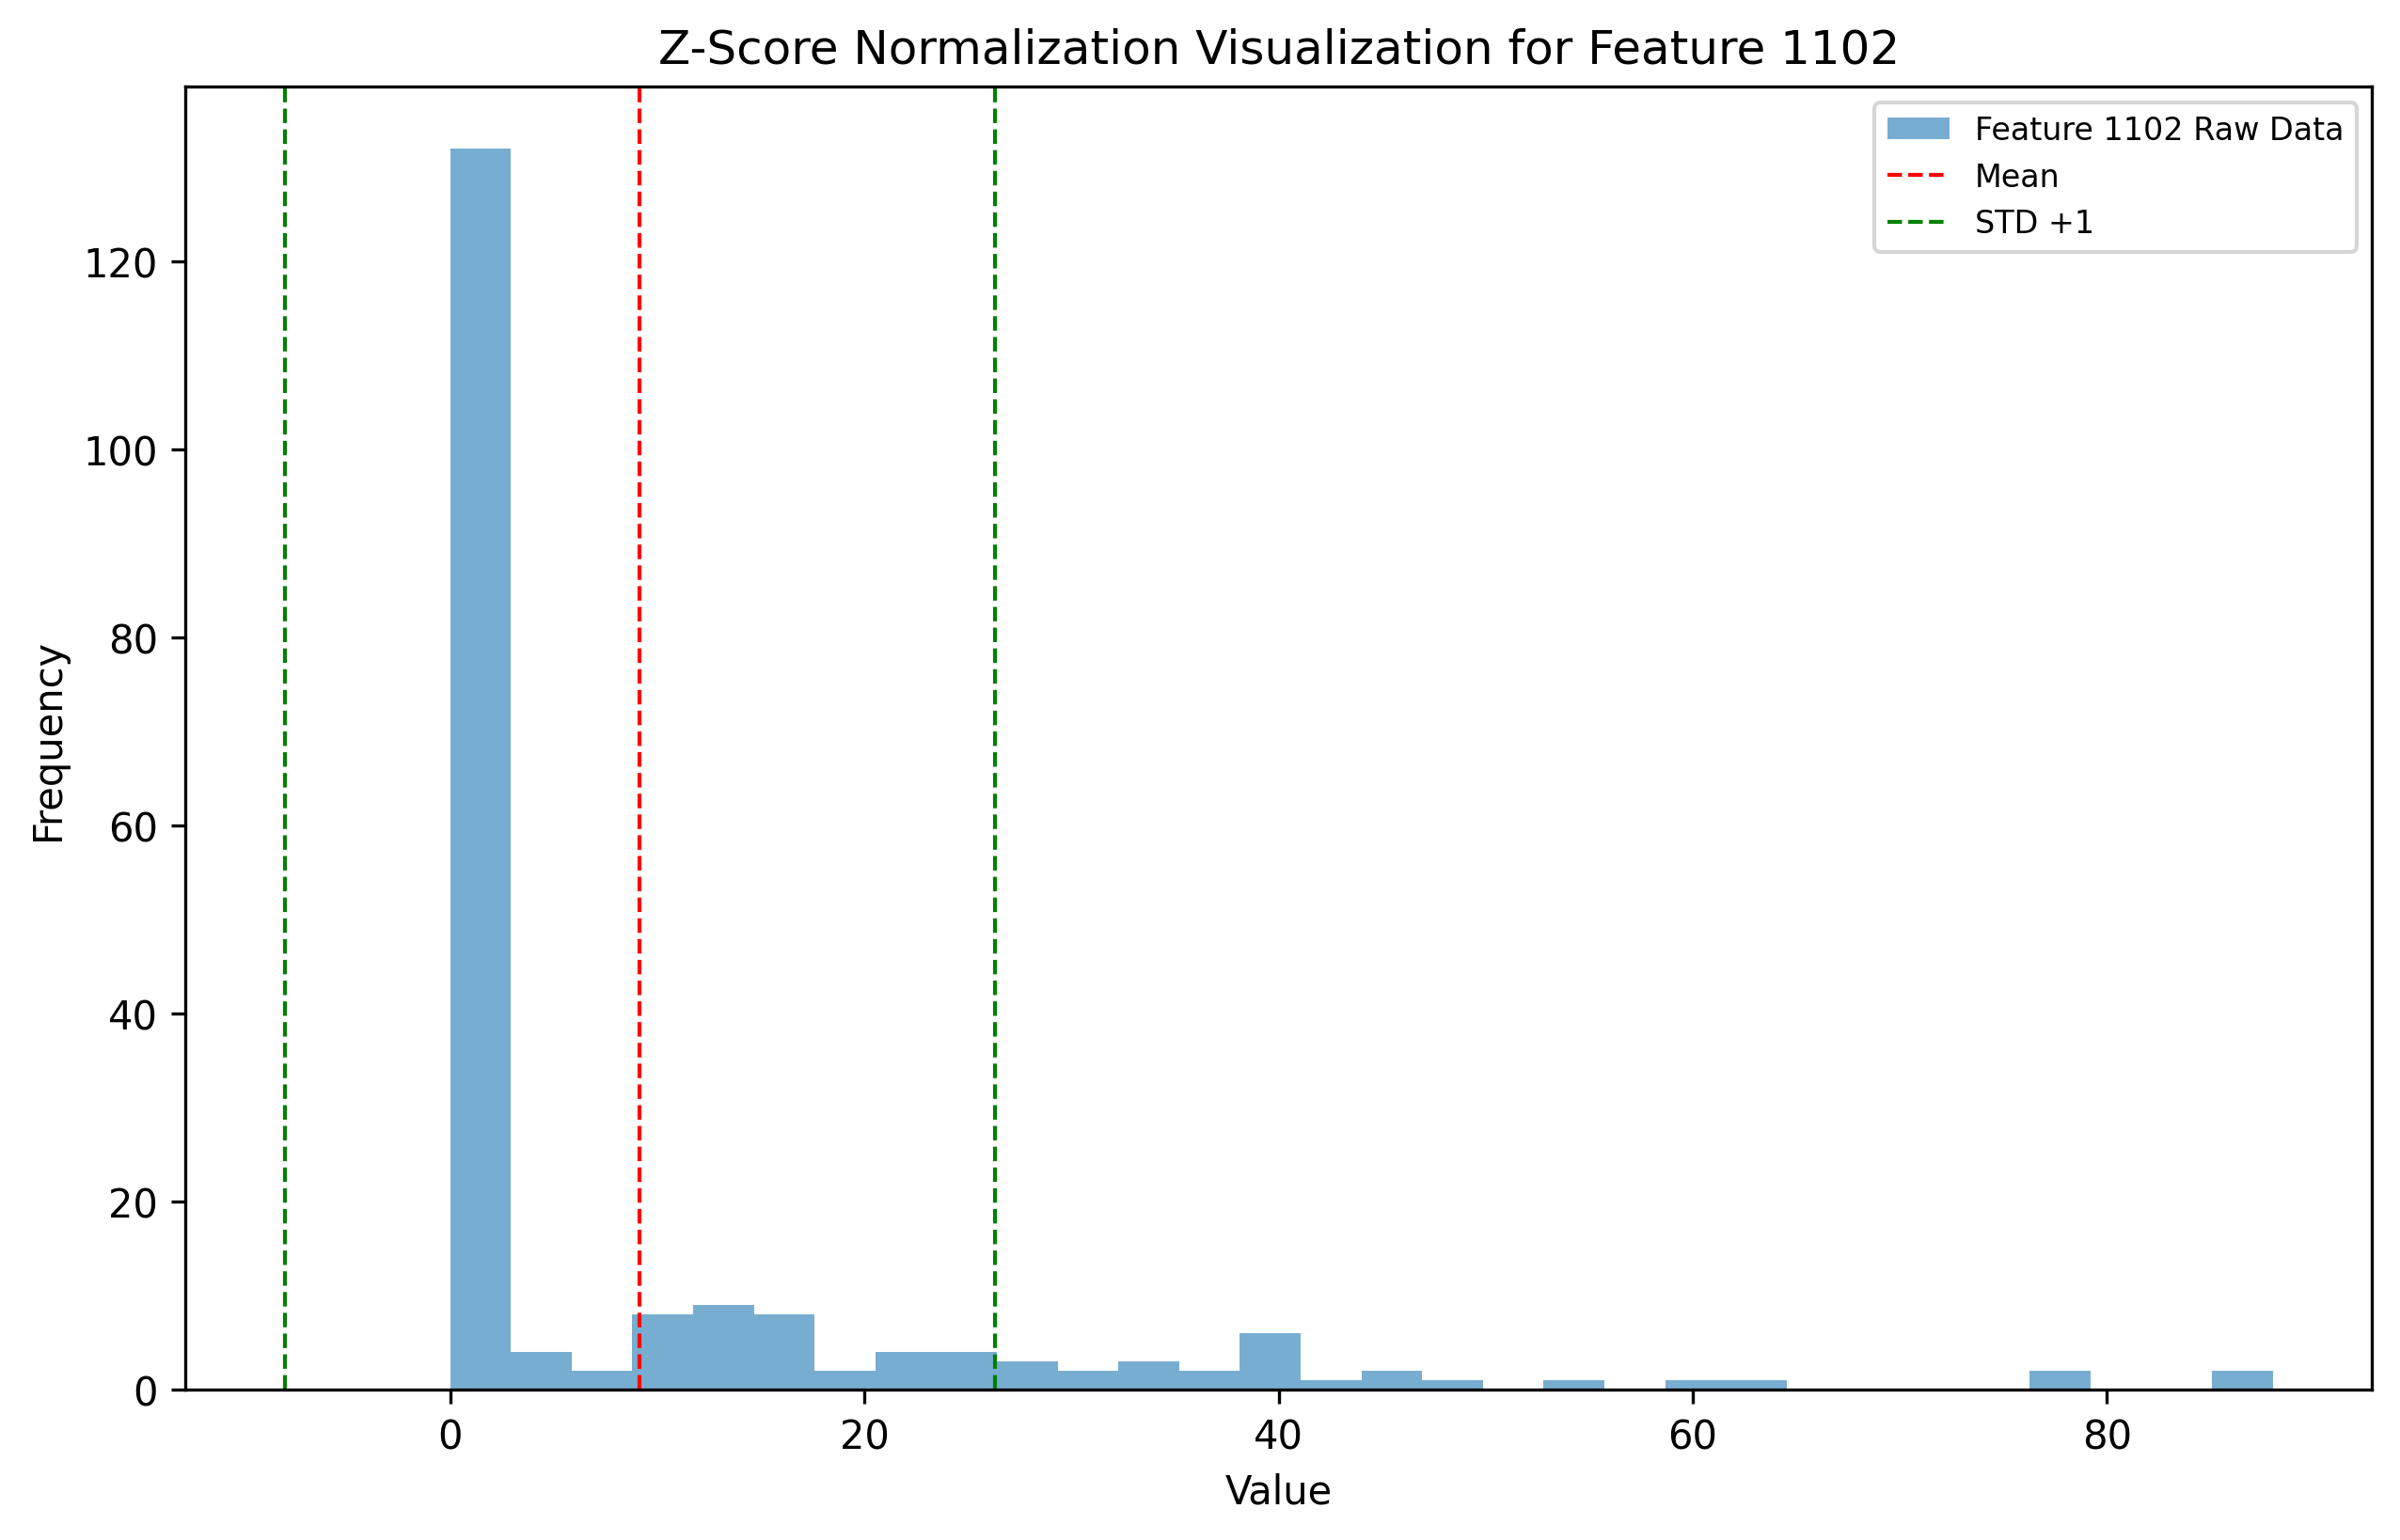 Z-Score Normalization Visualization for Feature 1102
Feature 1102 Raw Data
Mean
STD +1
Frequency
120
100
80
60
40
20
0
0 20 40 60 80
Value